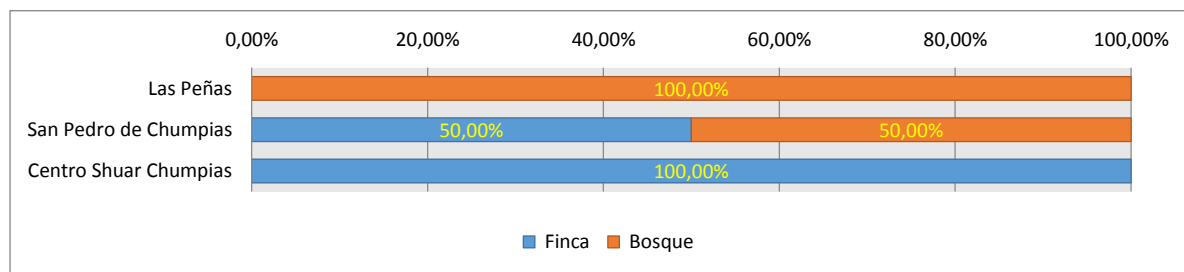 0,00% 20,00% 40,00% 60,00% 80,00% 100,00%
Las Peñas 100,00%
San Pedro de Chumpias 50,00% 50,00%
Centro Shuar Chumpias 100,00%
Finca Bosque